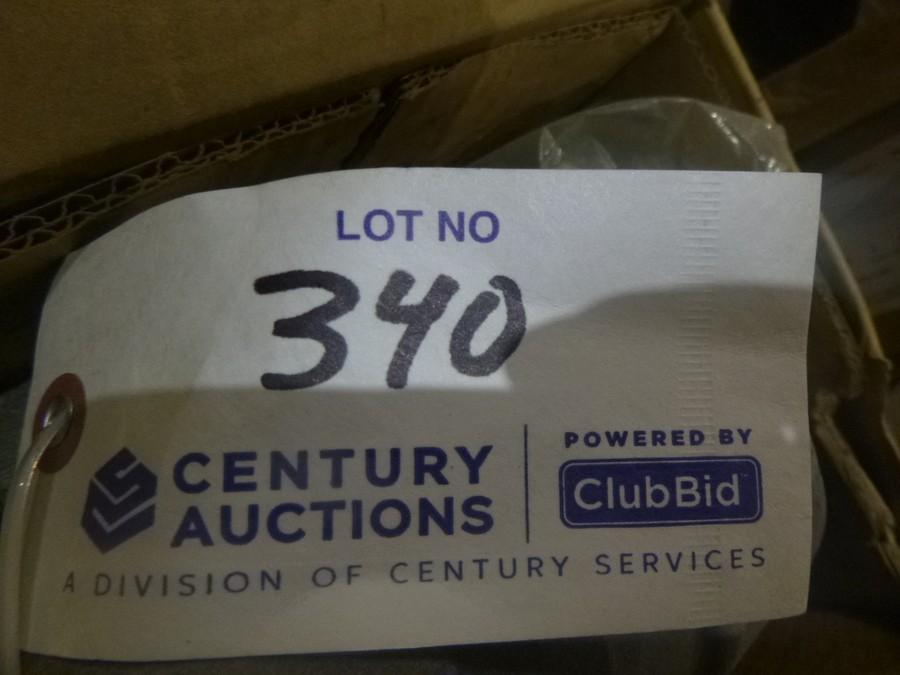 LOT NO
340
CENTURY
AUCTIONS
POWERED BY
ClubBid
A DIVISION OF CENTURY SERVICES